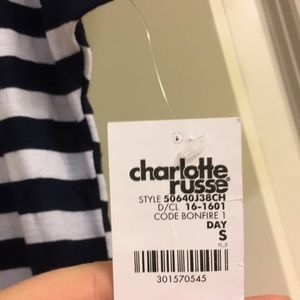 charlotte
russe®
STYLE 50640J38CH
D/CL 16-1601
CODE BONFIRE 1
DAY
S
301570545